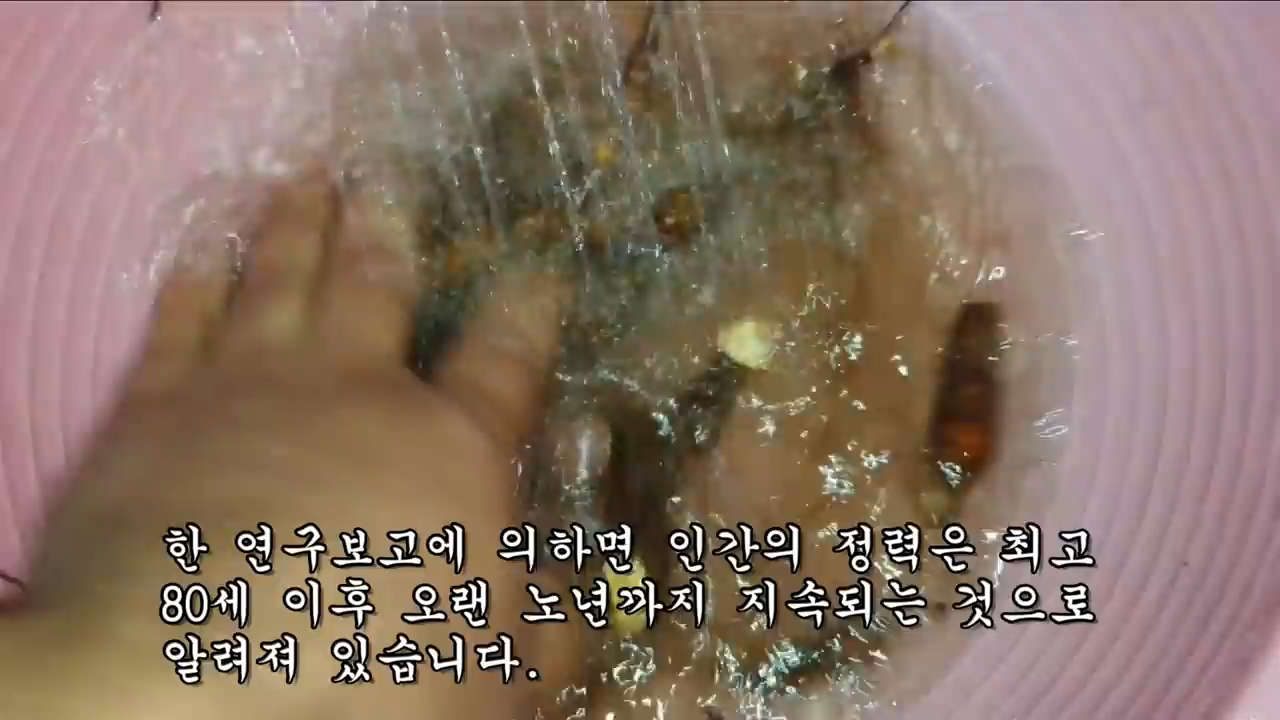 한 연구보고에 의하면 인간의 정력은 최고
80세 이후 오랜 노년까지 지속되는 것으로
알려져 있습니다.